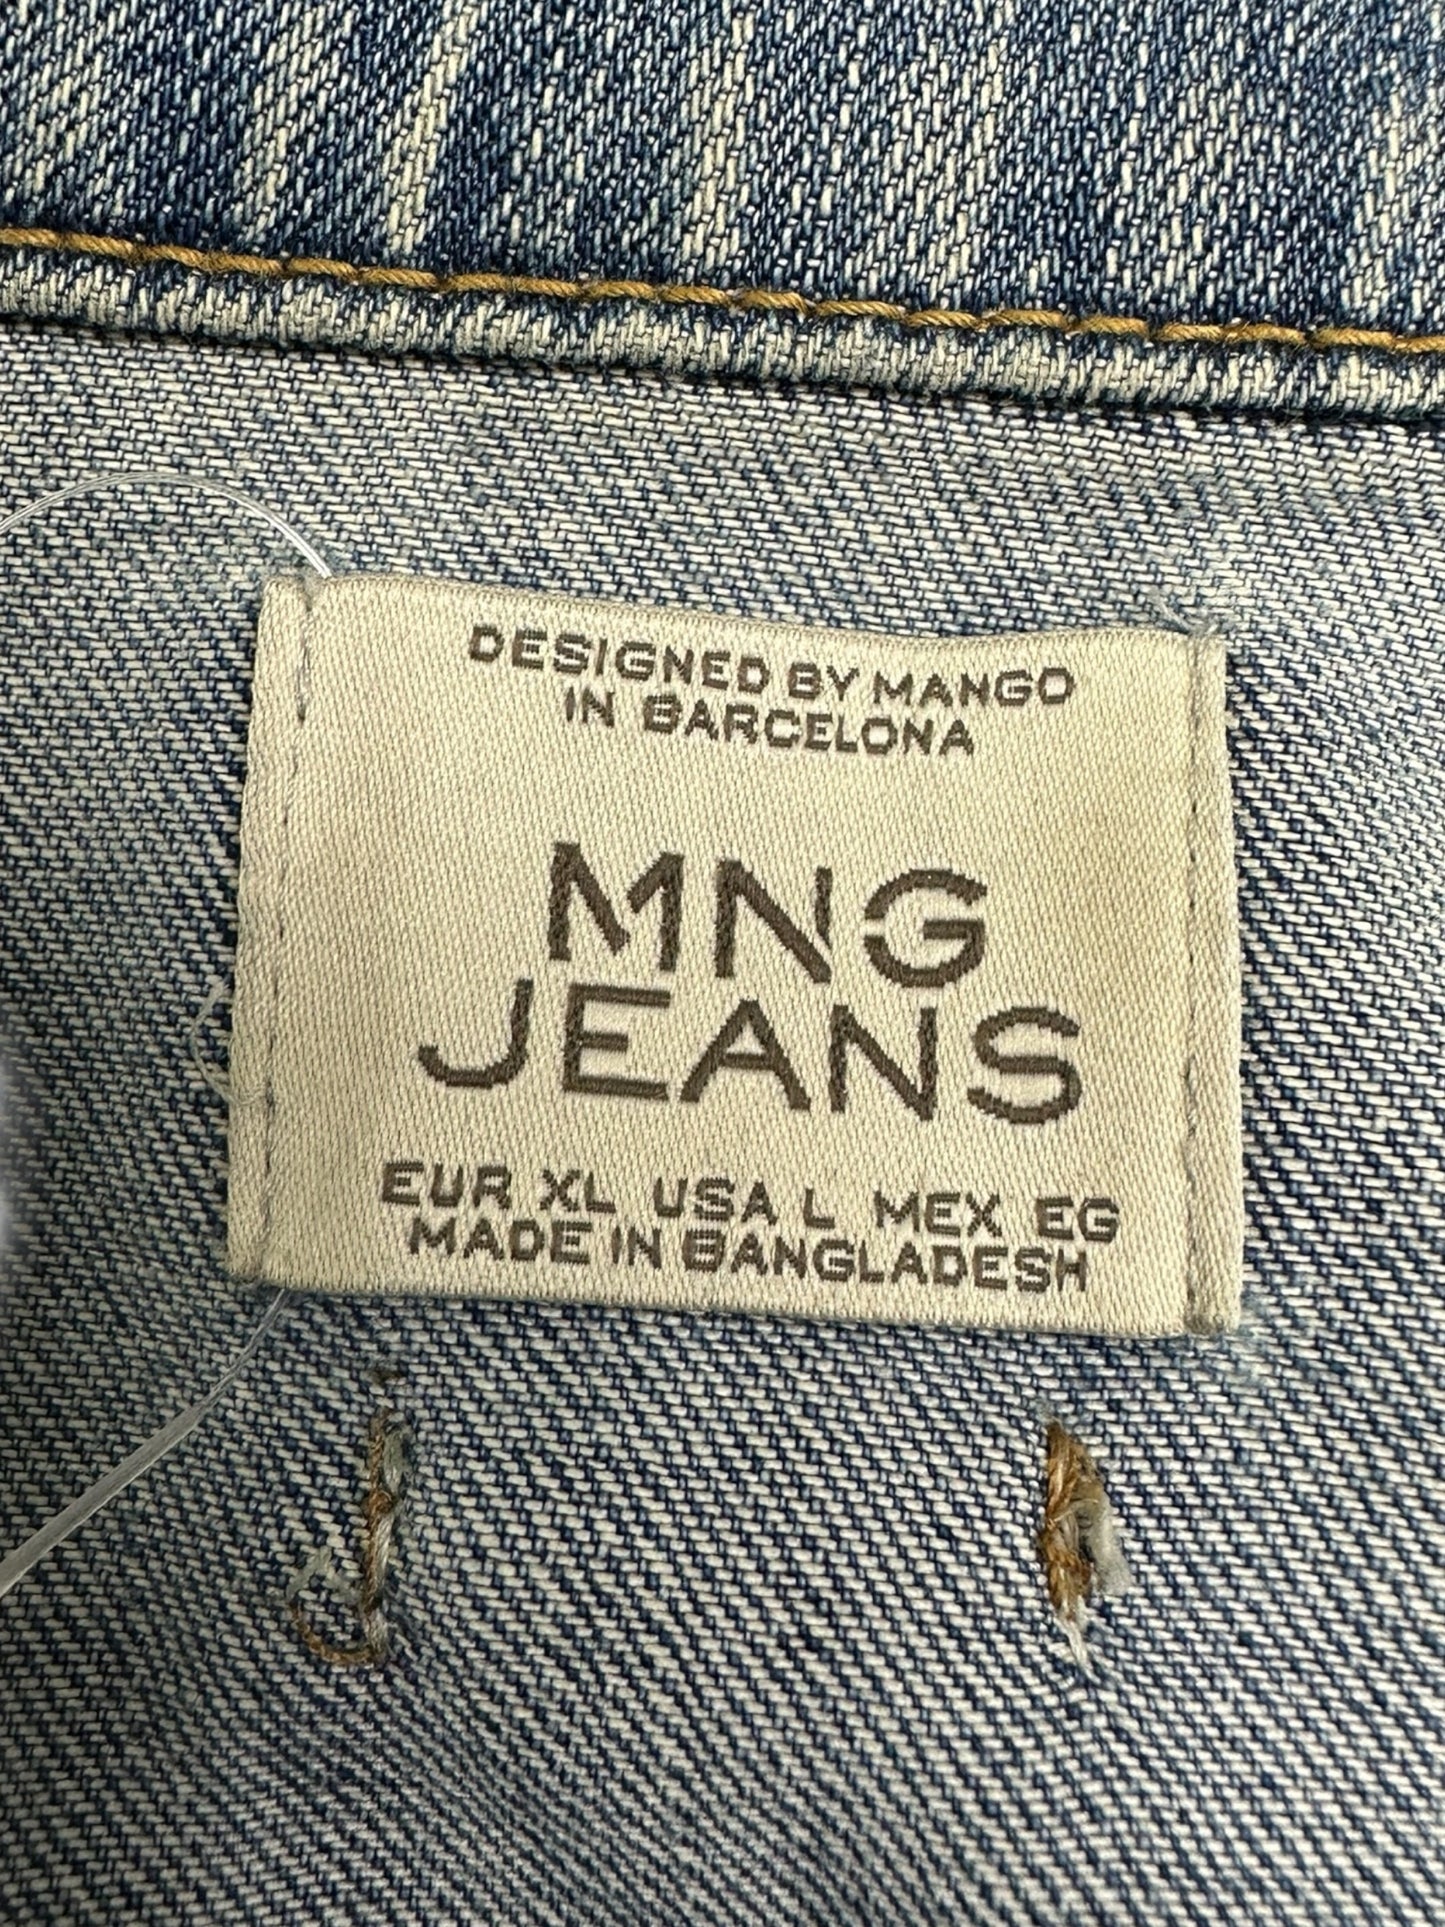 DESIGNED BY MANGO
IN BARCELONA
MNG
JEANS
EUR XL USA L MEX EG
MADE IN BANGLADESH